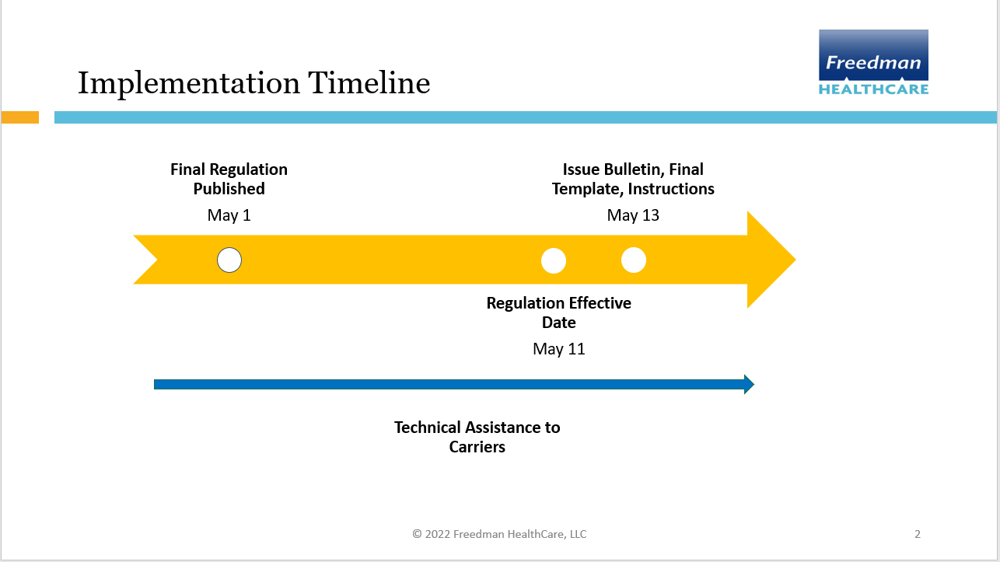 Freedman
HEALTHCARE
Implementation Timeline
Final Regulation
Published
May 1
Issue Bulletin, Final
Template, Instructions
May 13
Regulation Effective
Date
May 11
Technical Assistance to
Carriers
© 2022 Freedman HealthCare, LLC
2